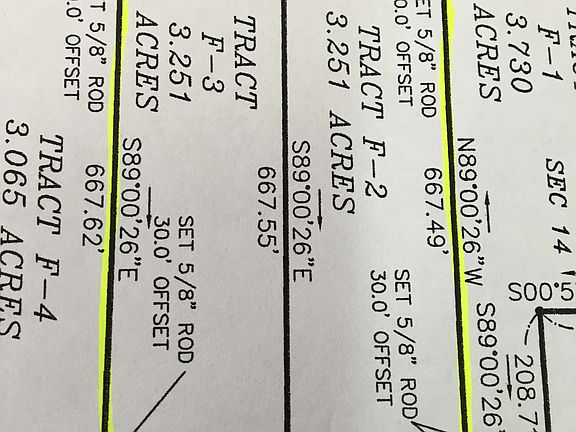 F-1
3.730
ACRES
SEC 14
N89°00'26"W
S89°00'26"
208.7
667.49'
SET 5/8" ROD
30.0' OFFSET
5/8" ROD
OFFSET
TRACT F-2
3.251 ACRES
SET 5/8" ROD
30.0' OFFSET
S89°00'26"E
667.55'
TRACT
F-3
3.251
ACRES
SET 5/8" ROD
30.0' OFFSET
S89°00'26"E
667.62'
5/8" ROD
OFFSET
TRACT F-4
3.065 ACRES